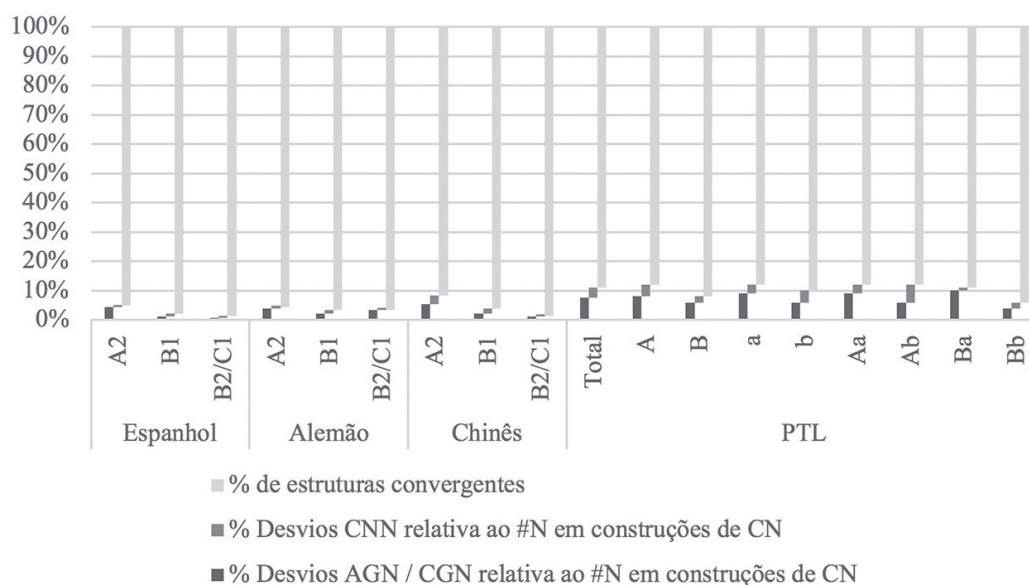 100%
90%
80%
70%
60%
50%
40%
30%
20%
10%
0%
A2 B1 B2/C1 A2 B1 B2/C1 A2 B1 B2/C1 Total A B a b Aa Ab Ba Bb
Espanhol Alemão Chinês PTL
% de estruturas convergentes
% Desvios CNN relativa ao #N em construções de CN
% Desvios AGN / CGN relativa ao #N em construções de CN